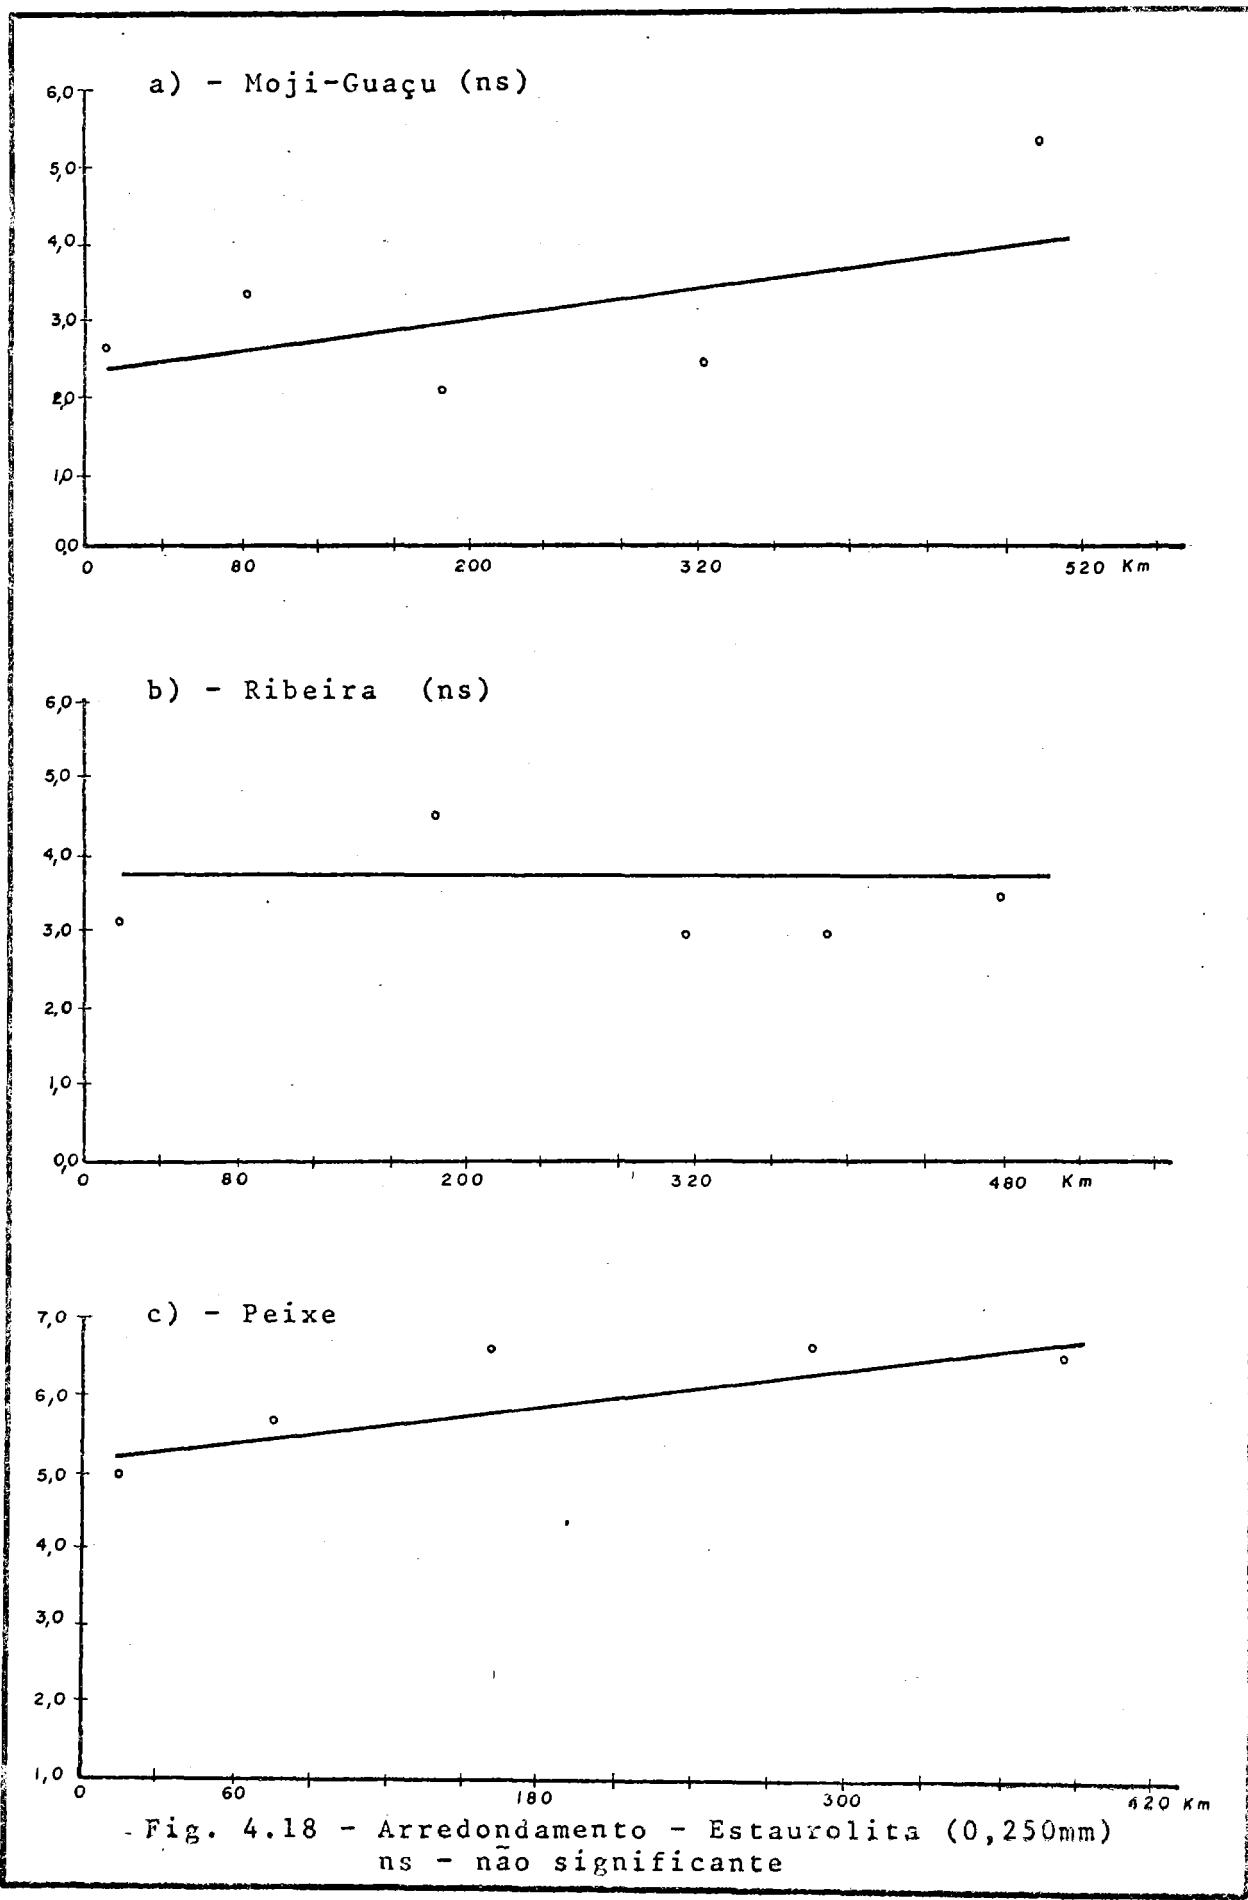 a) - Moji-Guaçu (ns)
6,0
5,0
4,0
3,0
2,0
1,0
0,0
0 80 200 320 520 Km
b) - Ribeira (ns)
6,0
5,0
4,0
3,0
2,0
1,0
0,0
0 80 200 320 480 Km
c) - Peixe
7,0
6,0
5,0
4,0
3,0
2,0
1,0
0 60 180 300 420 Km
Fig. 4.18 - Arredondamento - Estaurolita (0,250mm)
ns - não significante